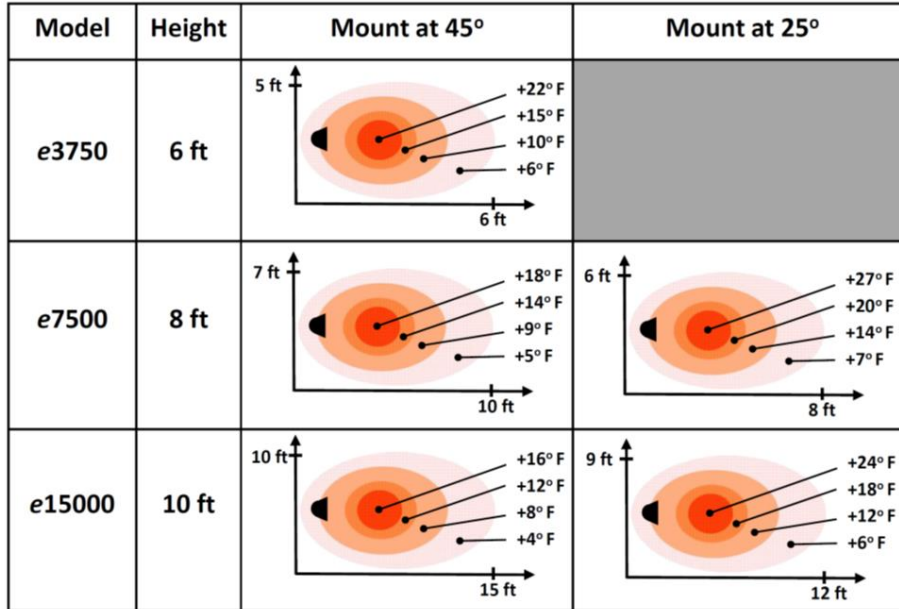 Model Height Mount at 45° Mount at 25°
5 ft
+22° F
+15° F
e3750 6 ft
+10° F
+6° F
6 ft
7 ft
+18° F
+14° F
e7500 8 ft
+9° F
+5° F
10 ft
6 ft
+27° F
+20° F
+14° F
+7° F
8 ft
10 ft
+16° F
+12° F
e15000 10 ft
+8° F
+4° F
15 ft
9 ft
+24° F
+18° F
+12° F
+6° F
12 ft